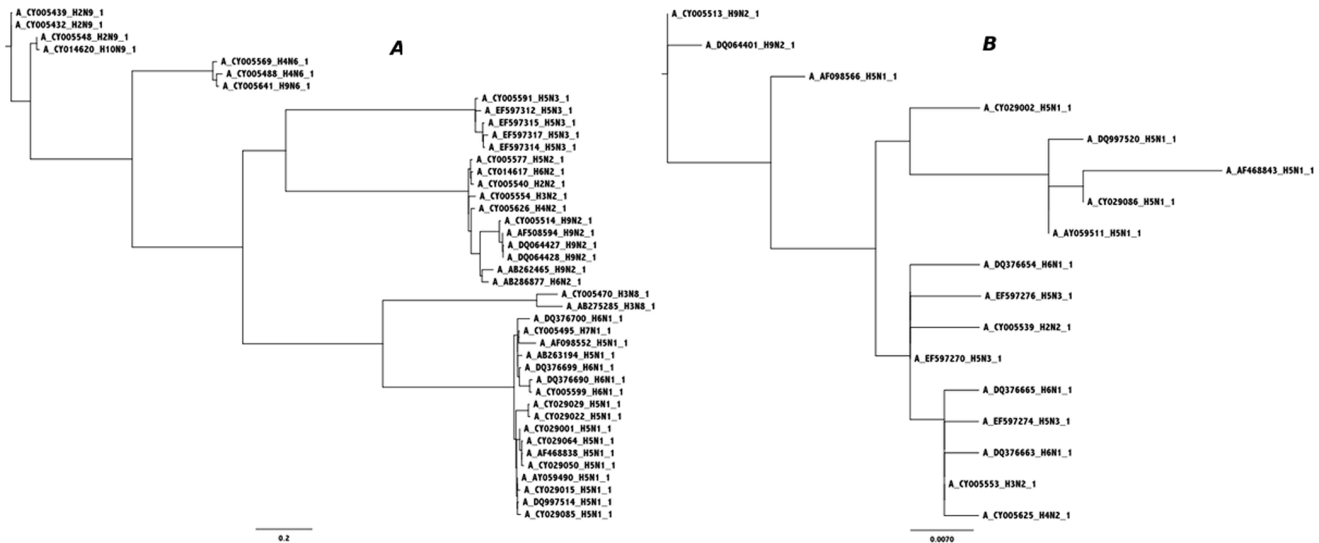 A
A_CY005439_H2N9_1
A_CY005432_H2N9_1
A_CY005548_H2N9_1
A_CY014620_H10N9_1
A_CY005569_H4N6_1
A_CY005488_H4N6_1
A_CY005641_H9N6_1
A_CY005591_H5N3_1
A_EF597312_H5N3_1
A_EF597315_H5N3_1
A_EF597317_H5N3_1
A_EF597314_H5N3_1
A_CY005577_H5N2_1
A_CY014617_H6N2_1
A_CY005540_H2N2_1
A_CY005554_H3N2_1
A_CY005626_H4N2_1
A_CY005514_H9N2_1
A_AF508594_H9N2_1
A_DQ064427_H9N2_1
A_DQ064428_H9N2_1
A_AB262465_H9N2_1
A_AB286877_H6N2_1
A_CY005470_H3N8_1
A_AB275285_H3N8_1
A_DQ376700_H6N1_1
A_CY005495_H7N1_1
A_AF098552_H5N1_1
A_AB263194_H5N1_1
A_DQ376699_H6N1_1
A_DQ376690_H6N1_1
A_CY005599_H6N1_1
A_CY029029_H5N1_1
A_CY029022_H5N1_1
A_CY029001_H5N1_1
A_CY029064_H5N1_1
A_AF468838_H5N1_1
A_CY029050_H5N1_1
A_AY059490_H5N1_1
A_CY029015_H5N1_1
A_DQ997514_H5N1_1
A_CY029085_H5N1_1
0.2
B
A_CY005513_H9N2_1
A_DQ064401_H9N2_1
A_AF098566_H5N1_1
A_CY029002_H5N1_1
A_DQ997520_H5N1_1
A_AF468843_H5N1_1
A_CY029086_H5N1_1
A_AY059511_H5N1_1
A_DQ376654_H6N1_1
A_EF597276_H5N3_1
A_CY005539_H2N2_1
A_EF597270_H5N3_1
A_DQ376665_H6N1_1
A_EF597274_H5N3_1
A_DQ376663_H6N1_1
A_CY005553_H3N2_1
A_CY005625_H4N2_1
0.0070